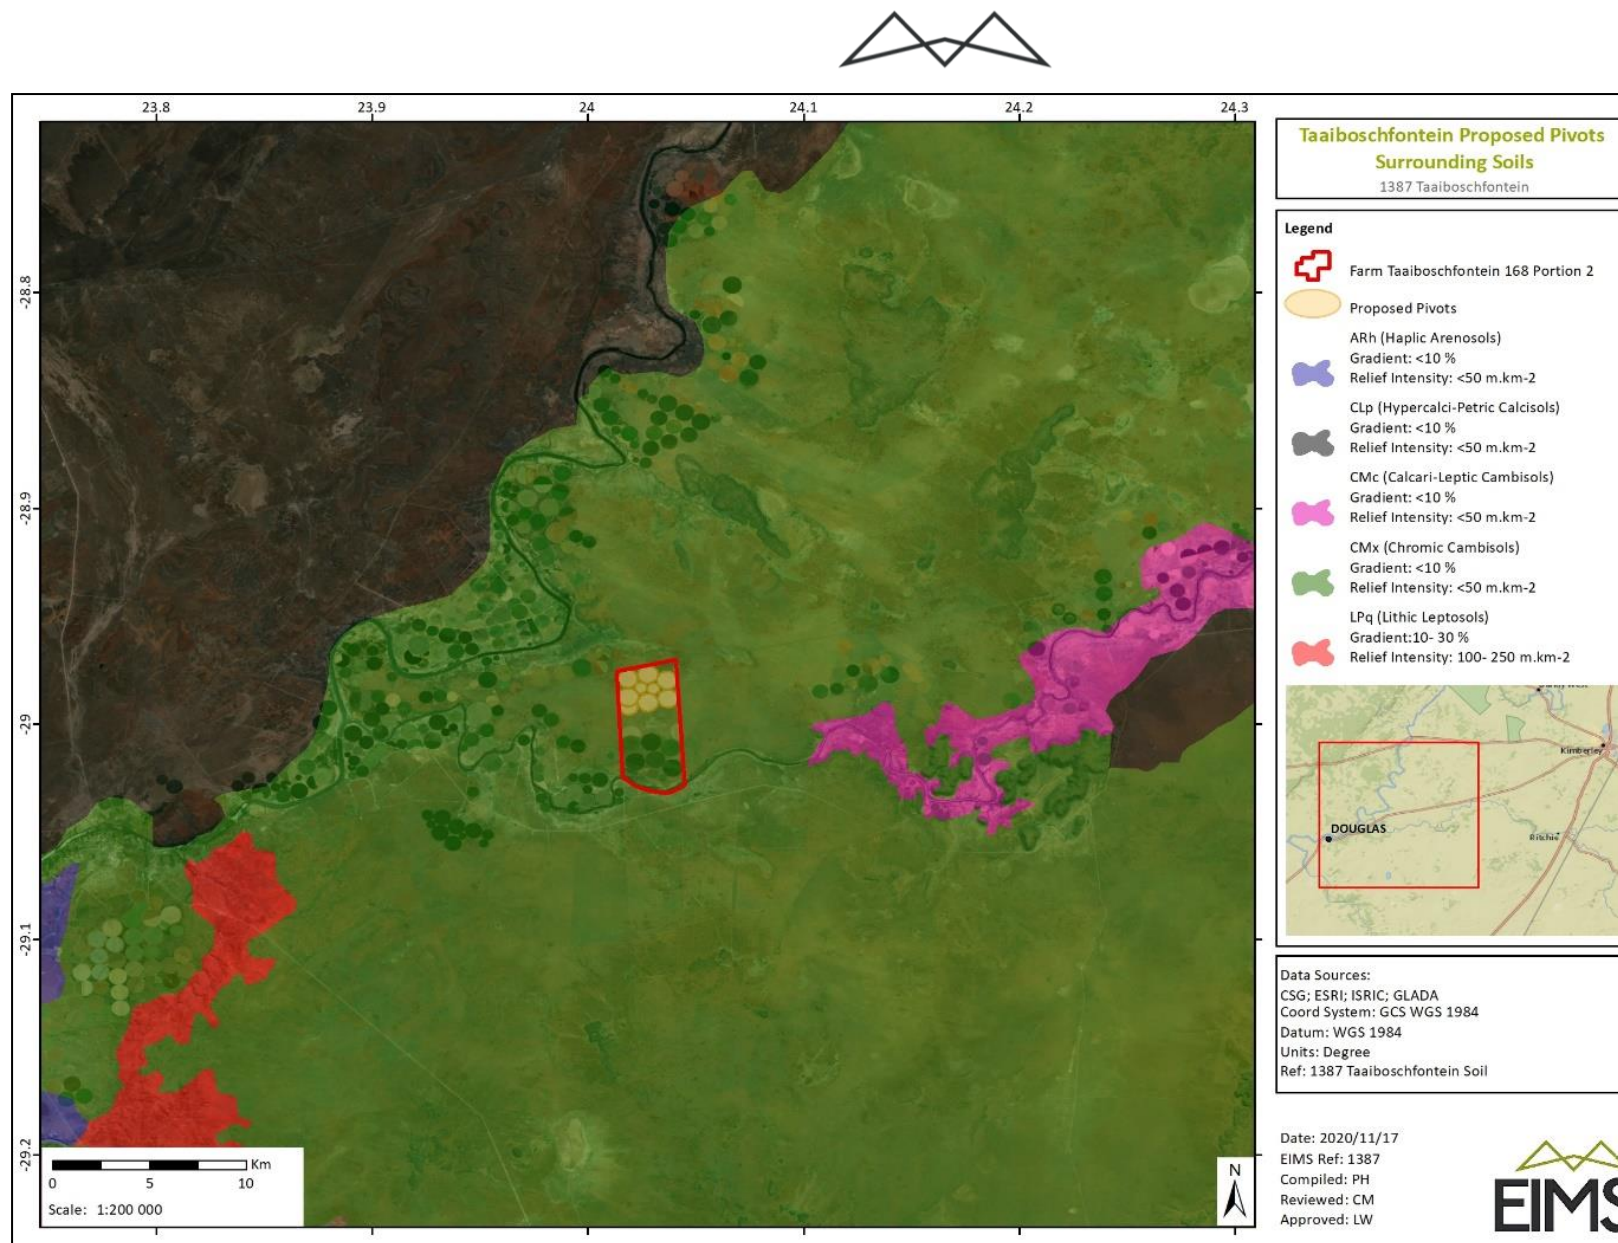 23.8 23.9 24 24.1 24.2 24.3
-28.8
-28.9
-29
-29.1
-29.2
Taaiboschfontein Proposed Pivots
Surrounding Soils
1387 Taaiboschfontein
Legend
Farm Taaiboschfontein 168 Portion 2
Proposed Pivots
ARh (Haplic Arenosols)
Gradient: <10 %
Relief Intensity: <50 m.km-2
CLp (Hypercalci-Petric Calcisols)
Gradient: <10 %
Relief Intensity: <50 m.km-2
CMc (Calcari-Leptic Cambisols)
Gradient: <10 %
Relief Intensity: <50 m.km-2
CMx (Chromic Cambisols)
Gradient: <10 %
Relief Intensity: <50 m.km-2
LPq (Lithic Leptosols)
Gradient:10- 30 %
Relief Intensity: 100- 250 m.km-2
Kimberley
DOUGLAS
Ritchie
Data Sources:
CSG; ESRI; ISRIC; GLADA
Coord System: GCS WGS 1984
Datum: WGS 1984
Units: Degree
Ref: 1387 Taaiboschfontein Soil
Km
0 5 10
Scale: 1:200 000
N
Date: 2020/11/17
EIMS Ref: 1387
Compiled: PH
Reviewed: CM
Approved: LW
EIMS